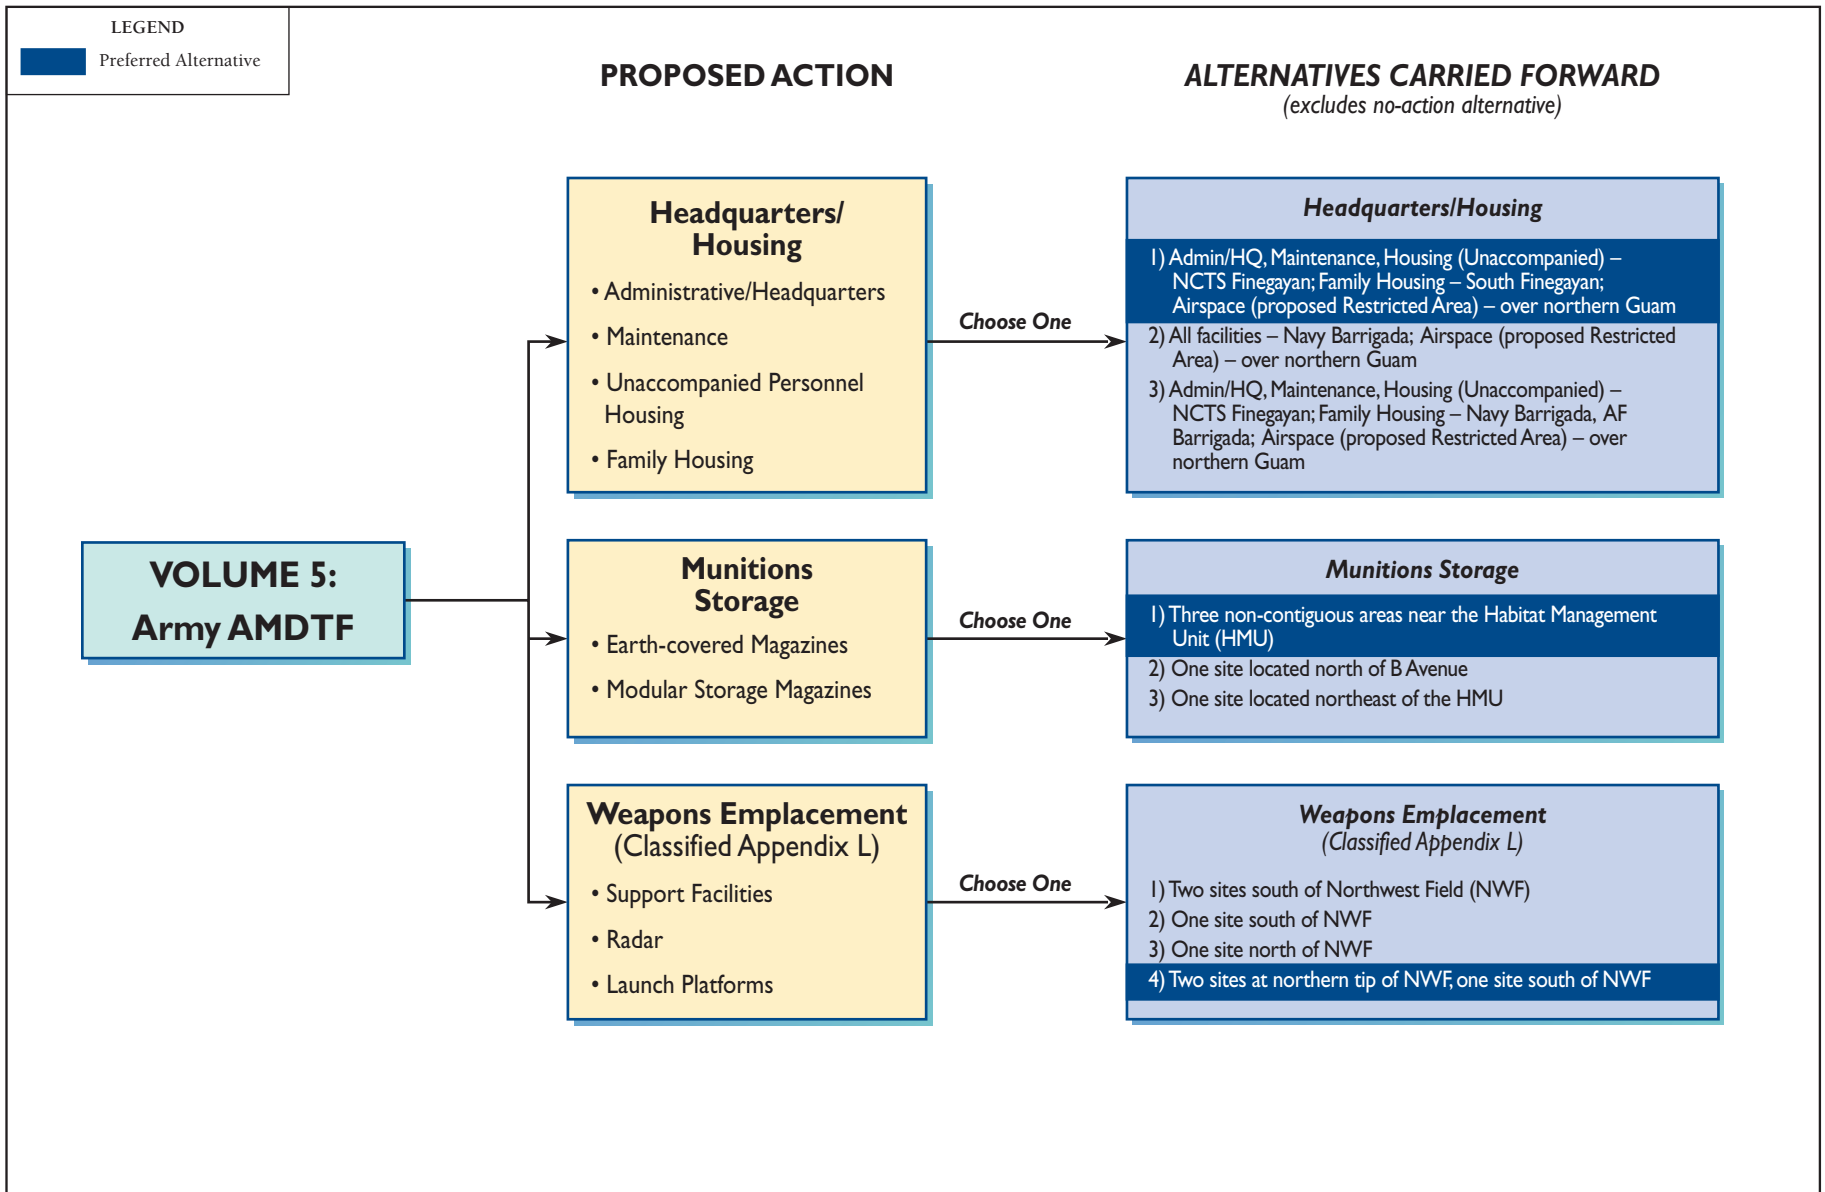 LEGEND
Preferred Alternative
PROPOSED ACTION
ALTERNATIVES CARRIED FORWARD
(excludes no-action alternative)
Headquarters/
Housing
• Administrative/Headquarters
• Maintenance
• Unaccompanied Personnel
Housing
• Family Housing
Choose One
Headquarters/Housing
1) Admin/HQ, Maintenance, Housing (Unaccompanied) –
NCTS Finegayan; Family Housing – South Finegayan;
Airspace (proposed Restricted Area) – over northern Guam
2) All facilities – Navy Barrigada; Airspace (proposed Restricted
Area) – over northern Guam
3) Admin/HQ, Maintenance, Housing (Unaccompanied) –
NCTS Finegayan; Family Housing – Navy Barrigada, AF
Barrigada; Airspace (proposed Restricted Area) – over
northern Guam
VOLUME 5:
Army AMDTF
Munitions
Storage
• Earth-covered Magazines
• Modular Storage Magazines
Choose One
Munitions Storage
1) Three non-contiguous areas near the Habitat Management
Unit (HMU)
2) One site located north of B Avenue
3) One site located northeast of the HMU
Weapons Emplacement
(Classified Appendix L)
• Support Facilities
• Radar
• Launch Platforms
Choose One
Weapons Emplacement
(Classified Appendix L)
1) Two sites south of Northwest Field (NWF)
2) One site south of NWF
3) One site north of NWF
4) Two sites at northern tip of NWF, one site south of NWF